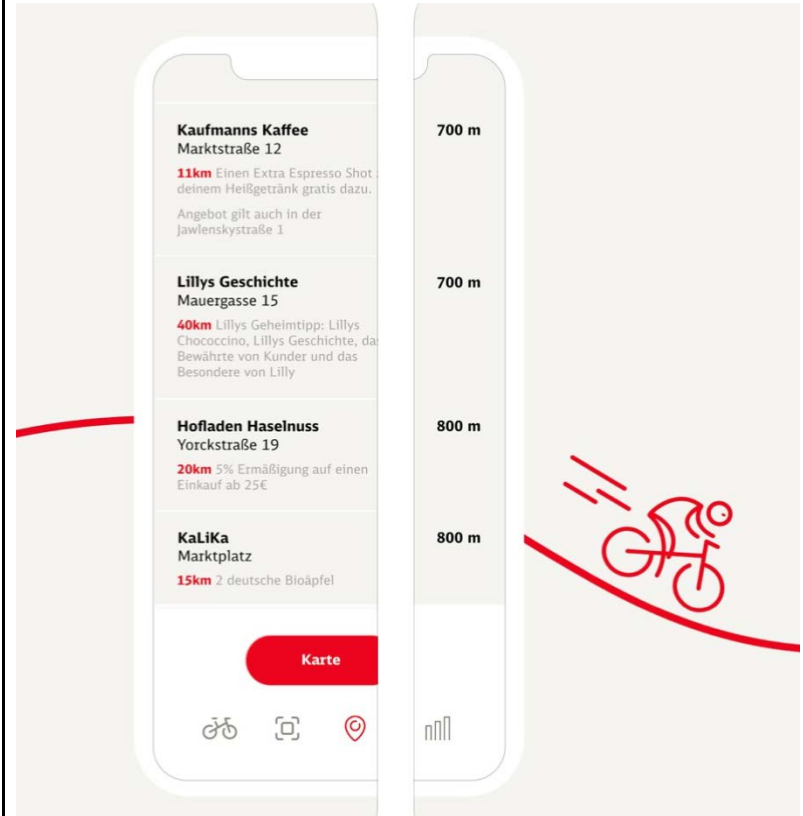 Kaufmanns Kaffee 700 m
Marktstraße 12
11km Einen Extra Espresso Shot
deinem Heißgetränk gratis dazu.
Angebot gilt auch in der
Jawlenskystraße 1
Lillys Geschichte 700 m
Mauergasse 15
40km Lillys Geheimtipp: Lillys
Chococcino, Lillys Geschichte, das
Bewährte von Kunder und das
Besondere von Lilly
Hofladen Haselnuss 800 m
Yorckstraße 19
20km 5% Ermäßigung auf einen
Einkauf ab 25€
KaLiKa 800 m
Marktplatz
15km 2 deutsche Bioäpfel
Karte